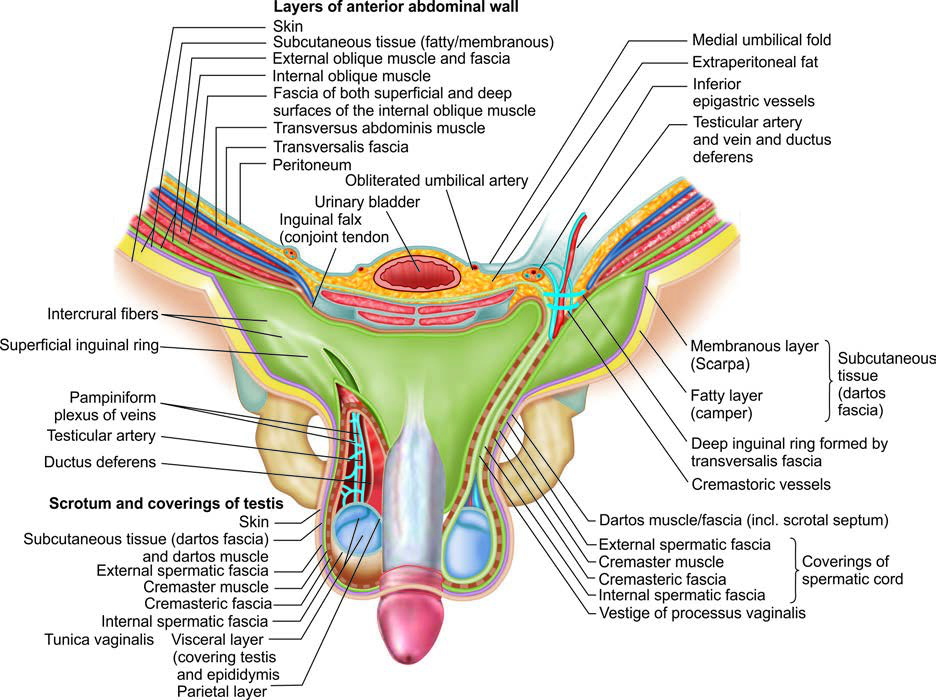 Layers of anterior abdominal wall
Skin
Subcutaneous tissue (fatty/membranous)
External oblique muscle and fascia
Internal oblique muscle
Fascia of both superficial and deep
surfaces of the internal oblique muscle
Transversus abdominis muscle
Transversalis fascia
Peritoneum
Obliterated umbilical artery
Urinary bladder
Inguinal falx
(conjoint tendon
Medial umbilical fold
Extraperitoneal fat
Inferior
epigastric vessels
Testicular artery
and vein and ductus
deferens
Intercrural fibers
Superficial inguinal ring
Pampiniform
plexus of veins
Testicular artery
Ductus deferens
Membranous layer
(Scarpa)
Fatty layer
(camper)
Subcutaneous
tissue
(dartos
fascia)
Deep inguinal ring formed by
transversalis fascia
Cremastoric vessels
Scrotum and coverings of testis
Skin
Subcutaneous tissue (dartos fascia)
and dartos muscle
External spermatic fascia
Cremaster muscle
Cremasteric fascia
Internal spermatic fascia
Tunica vaginalis Visceral layer
(covering testis
and epididymis
Parietal layer
Dartos muscle/fascia (incl. scrotal septum)
External spermatic fascia
Cremaster muscle
Cremasteric fascia
Internal spermatic fascia
Coverings of
spermatic cord
Vestige of processus vaginalis